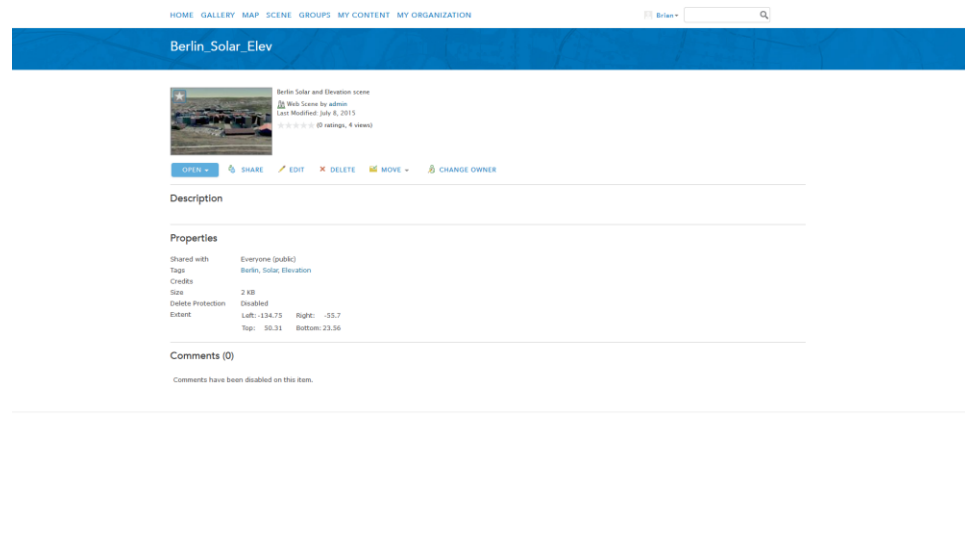 HOME GALLERY MAP SCENE GROUPS MY CONTENT MY ORGANIZATION Brian
Berlin_Solar_Elev
Berlin Solar and Elevation scene
Web Scene by admin
Last Modified: July 8, 2015
(0 ratings, 4 views)
OPEN SHARE EDIT DELETE MOVE CHANGE OWNER
Description
Properties
Shared with Everyone (public)
Tags Berlin, Solar, Elevation
Credits
Size 2 KB
Delete Protection Disabled
Extent Left: -134.75 Right: -55.7
Top: 50.31 Bottom: 23.56
Comments (0)
Comments have been disabled on this item.